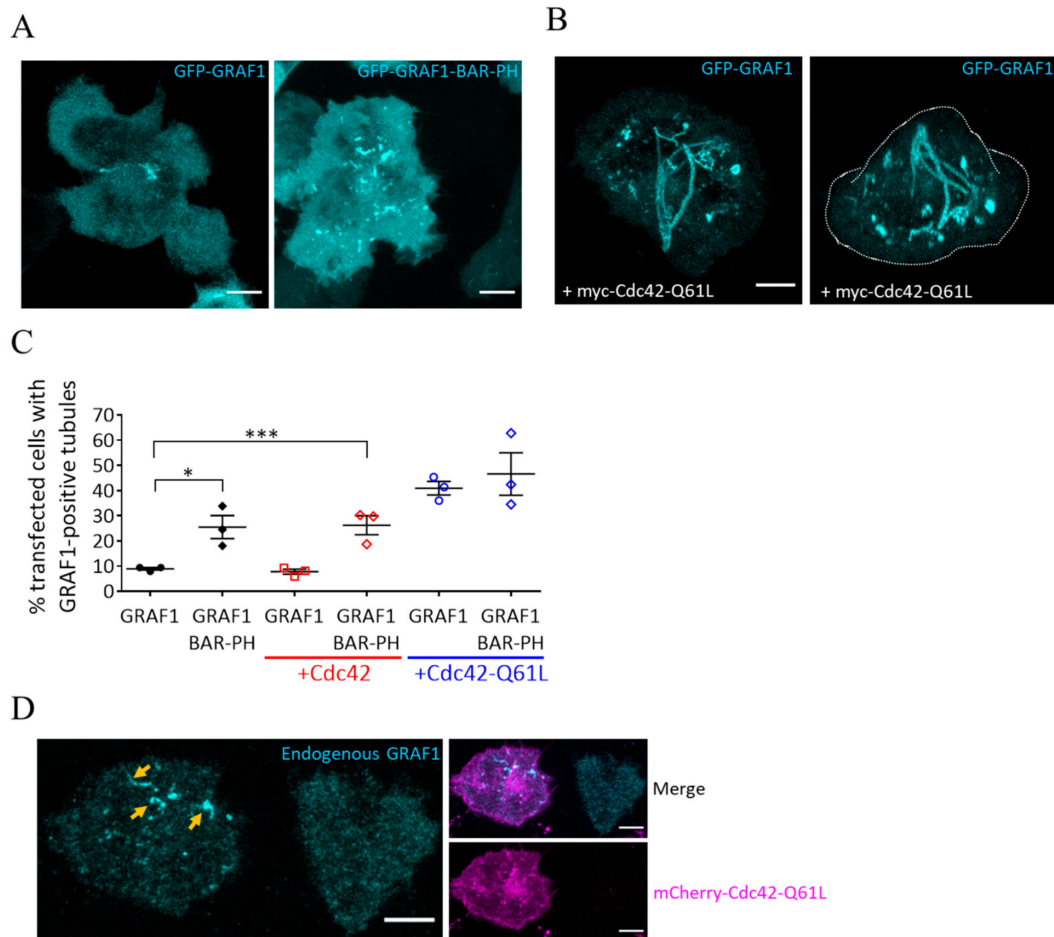 A
GFP-GRAF1
GFP-GRAF1-BAR-PH
B
GFP-GRAF1
+ myc-Cdc42-Q61L
GFP-GRAF1
+ myc-Cdc42-Q61L
C
% transfected cells with
GRAF1-positive tubules
70
60
50
40
30
20
10
0
*
***
GRAF1
GRAF1
BAR-PH
GRAF1
GRAF1
BAR-PH
GRAF1
GRAF1
BAR-PH
+Cdc42
+Cdc42-Q61L
D
Endogenous GRAF1
Merge
mCherry-Cdc42-Q61L